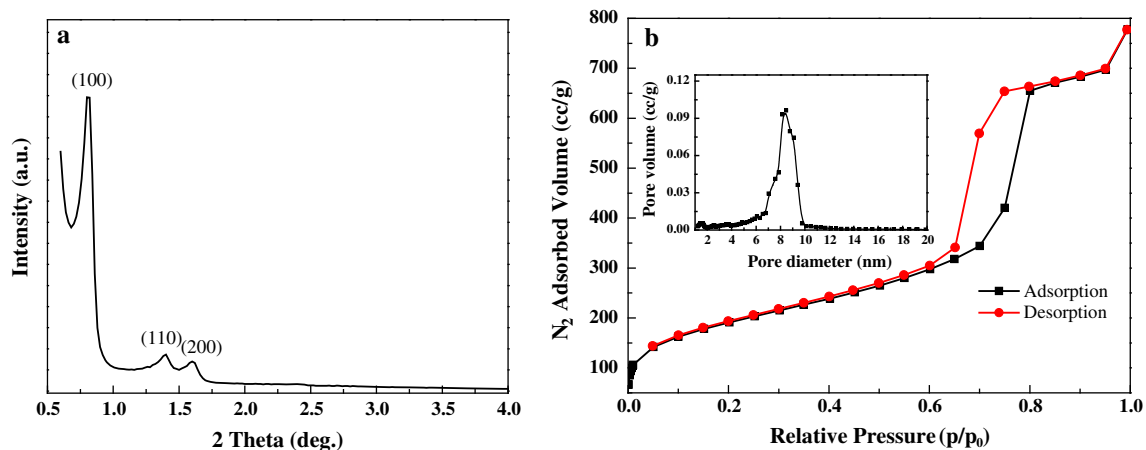 a
(100)
(110)
(200)
Intensity (a.u.)
0.5 1.0 1.5 2.0 2.5 3.0 3.5 4.0
2 Theta (deg.)
b
800
700
600
500
400
300
200
100
N₂ Adsorbed Volume (cc/g)
0.12
0.09
0.06
0.03
0.00
Pore volume (cc/g)
2 4 6 8 10 12 14 16 18 20
Pore diameter (nm)
Adsorption
Desorption
0.0 0.2 0.4 0.6 0.8 1.0
Relative Pressure (p/p₀)